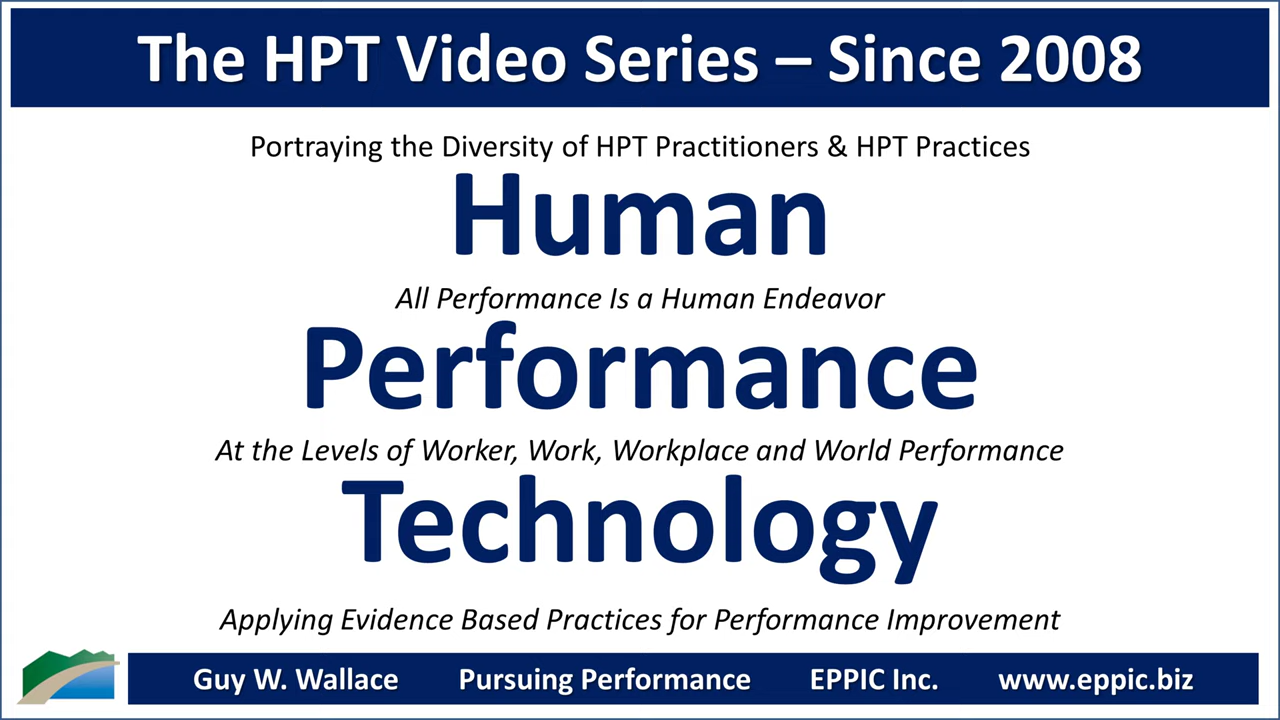 The HPT Video Series – Since 2008
Portraying the Diversity of HPT Practitioners & HPT Practices
Human
All Performance Is a Human Endeavor
Performance
At the Levels of Worker, Work, Workplace and World Performance
Technology
Applying Evidence Based Practices for Performance Improvement
Guy W. Wallace Pursuing Performance EPPIC Inc. www.eppic.biz